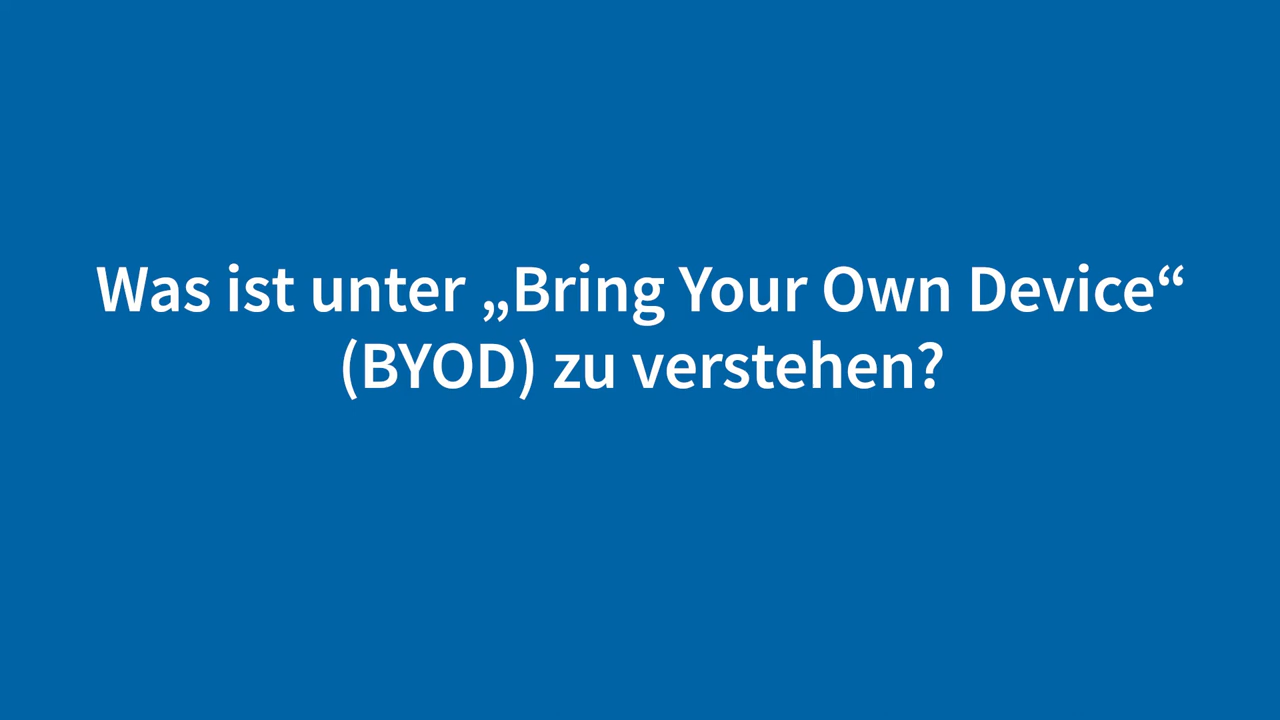 Was ist unter „Bring Your Own Device“
(BYOD) zu verstehen?